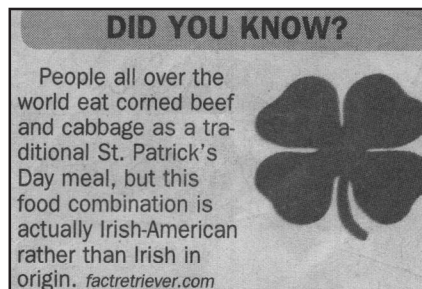 DID YOU KNOW?
People all over the
world eat corned beef
and cabbage as a tra-
ditional St. Patrick's
Day meal, but this
food combination is
actually Irish-American
rather than Irish in
origin. factretriever.com